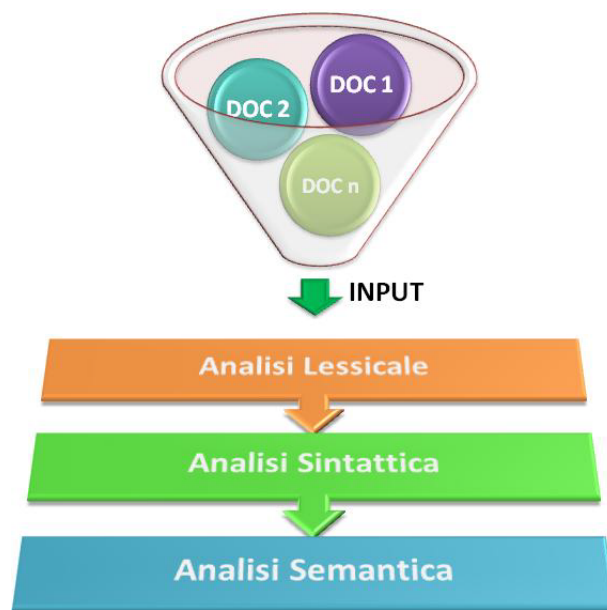 DOC 1
DOC 2
DOC n
INPUT
Analisi Lessicale
Analisi Sintattica
Analisi Semantica